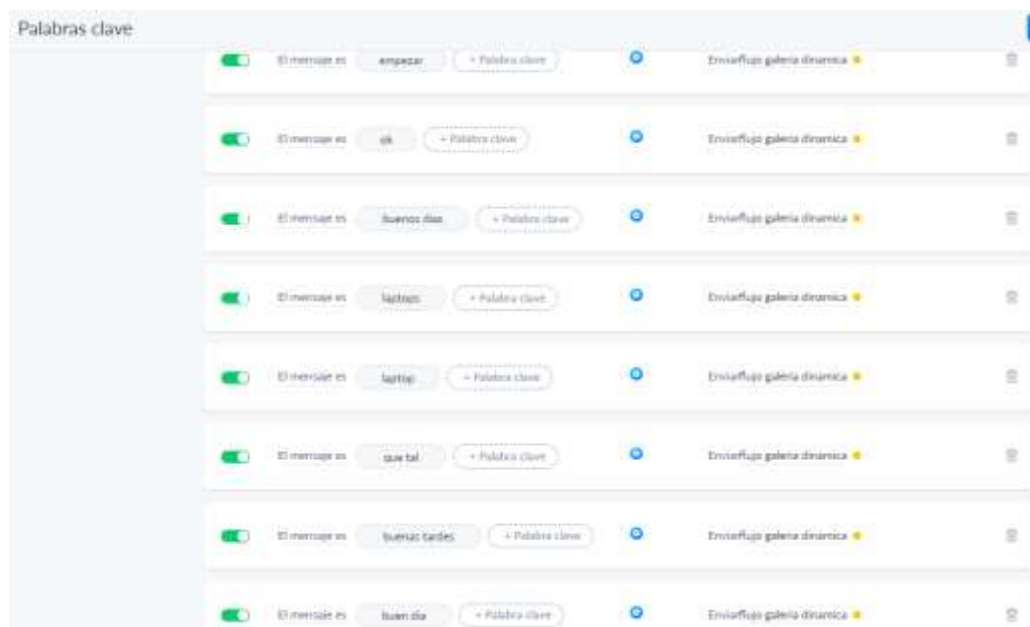 Palabras clave
El mensaje es empezar + Palabra clave Enviarflujo galeria dinamica
El mensaje es ok + Palabra clave Enviarflujo galeria dinamica
El mensaje es buenos dias + Palabra clave Enviarflujo galeria dinamica
El mensaje es laptops + Palabra clave Enviarflujo galeria dinamica
El mensaje es laptop + Palabra clave Enviarflujo galeria dinamica
El mensaje es que tal + Palabra clave Enviarflujo galeria dinamica
El mensaje es buenas tardes + Palabra clave Enviarflujo galeria dinamica
El mensaje es buen dia + Palabra clave Enviarflujo galeria dinamica